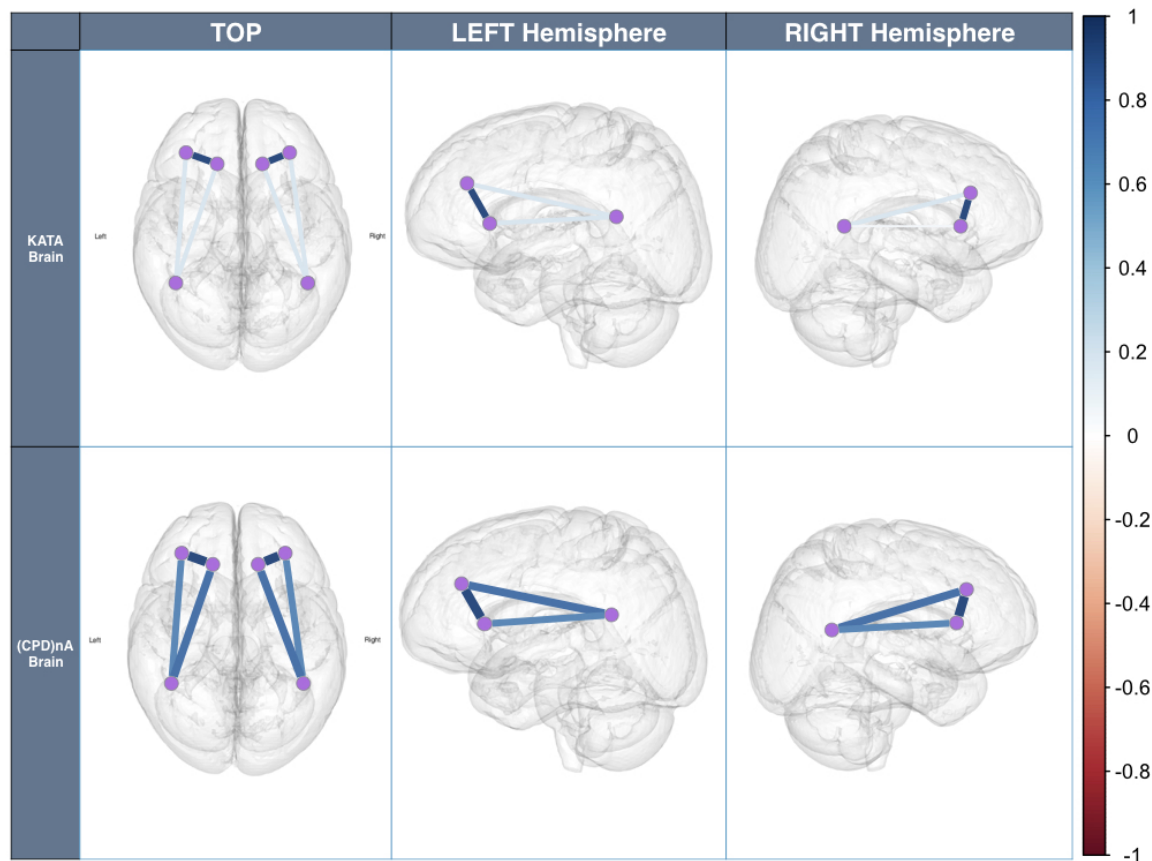 TOP
LEFT Hemisphere
RIGHT Hemisphere
KATA
Brain
Left
Right
(CPD)nA
Brain
Left
Right
1
0.8
0.6
0.4
0.2
0
-0.2
-0.4
-0.6
-0.8
-1